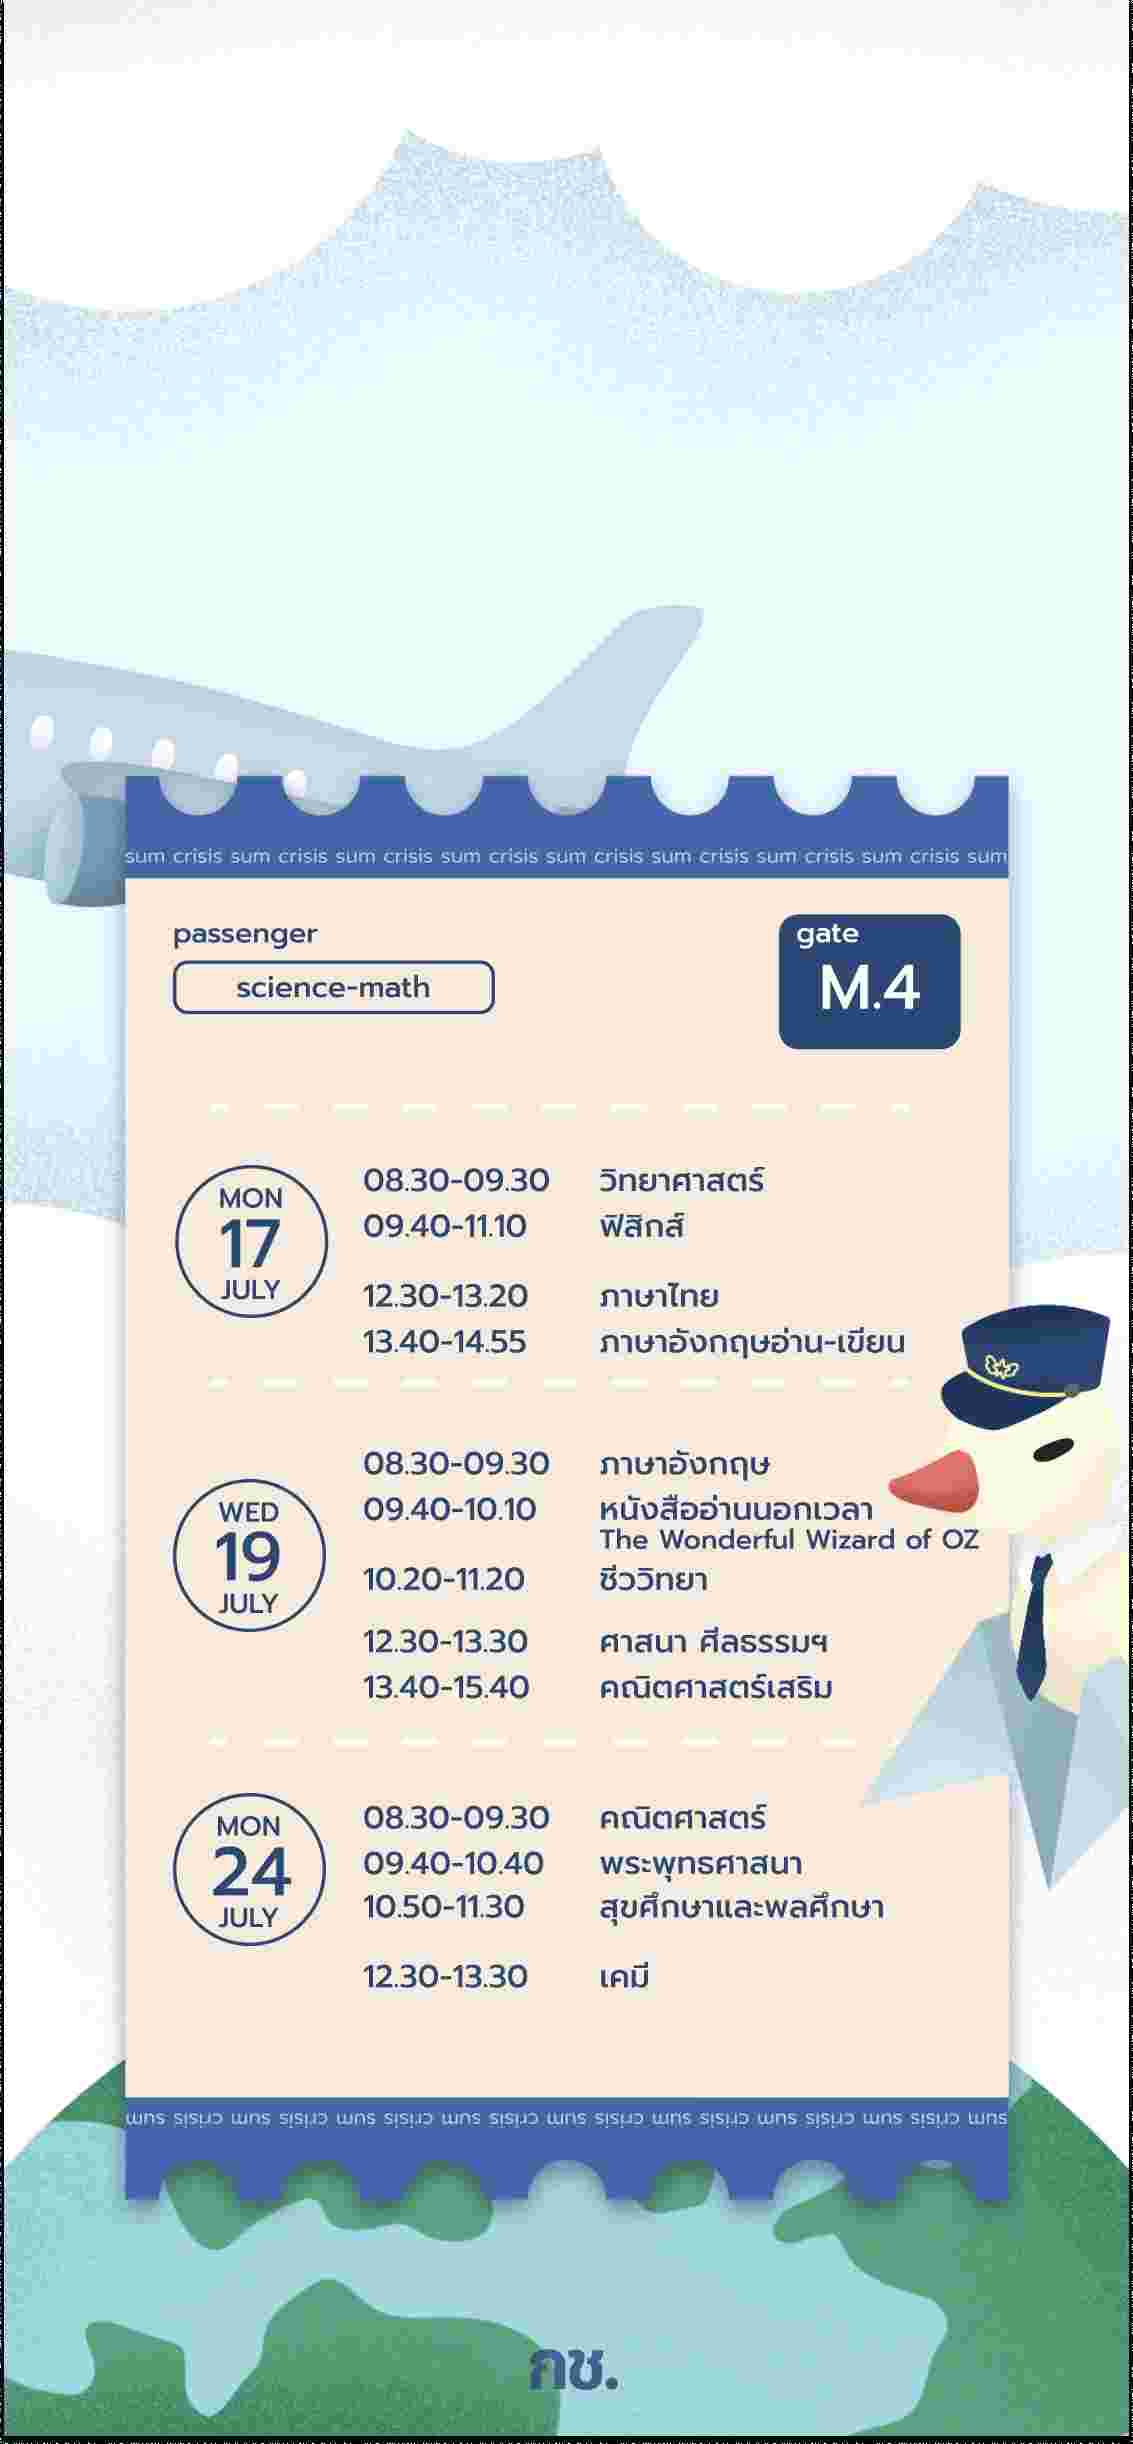 sum crisis sum crisis sum crisis sum crisis sum crisis sum crisis sum crisis sum crisis sum
passenger
science-math
gate
M.4
MON
17
JULY
08.30-09.30 วิทยาศาสตร์
09.40-11.10 ฟิสิกส์
12.30-13.20 ภาษาไทย
13.40-14.55 ภาษาอังกฤษอ่าน-เขียน
WED
19
JULY
08.30-09.30 ภาษาอังกฤษ
09.40-10.10 หนังสืออ่านนอกเวลา
The Wonderful Wizard of OZ
10.20-11.20 ชีววิทยา
12.30-13.30 ศาสนา ศีลธรรมฯ
13.40-15.40 คณิตศาสตร์เสริม
MON
24
JULY
08.30-09.30 คณิตศาสตร์
09.40-10.40 พระพุทธศาสนา
10.50-11.30 สุขศึกษาและพลศึกษา
12.30-13.30 เคมี
sum crisis sum crisis sum crisis sum crisis sum crisis sum crisis sum crisis sum crisis sum
กช.